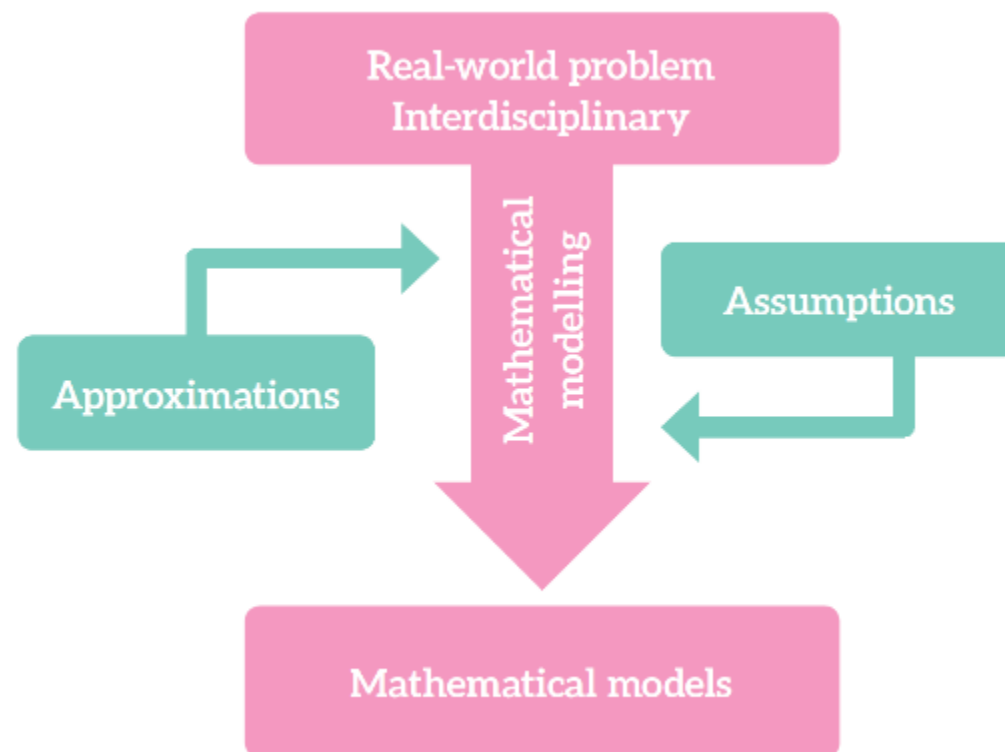 Real-world problem
Interdisciplinary
Mathematical
modelling
Assumptions
Approximations
Mathematical models